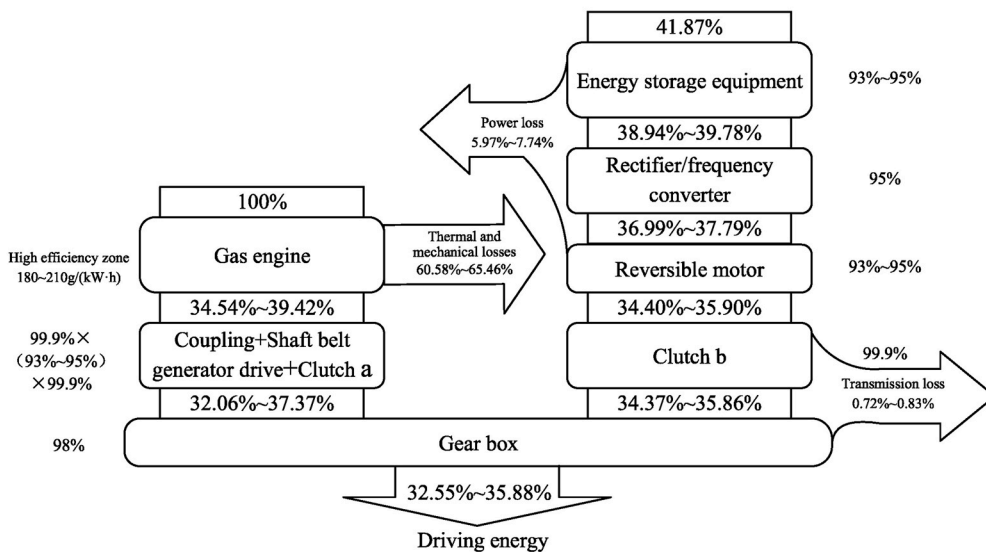 41.87%
Energy storage equipment
93%~95%
Power loss
5.97%~7.74%
38.94%~39.78%
Rectifier/frequency
converter
95%
100%
36.99%~37.79%
High efficiency zone
180~210g/(kW·h)
Gas engine
Thermal and
mechanical losses
60.58%~65.46%
Reversible motor
93%~95%
34.54%~39.42%
34.40%~35.90%
99.9%×
(93%~95%)
×99.9%
Coupling+Shaft belt
generator drive+Clutch a
Clutch b
99.9%
Transmission loss
0.72%~0.83%
32.06%~37.37%
34.37%~35.86%
98%
Gear box
32.55%~35.88%
Driving energy